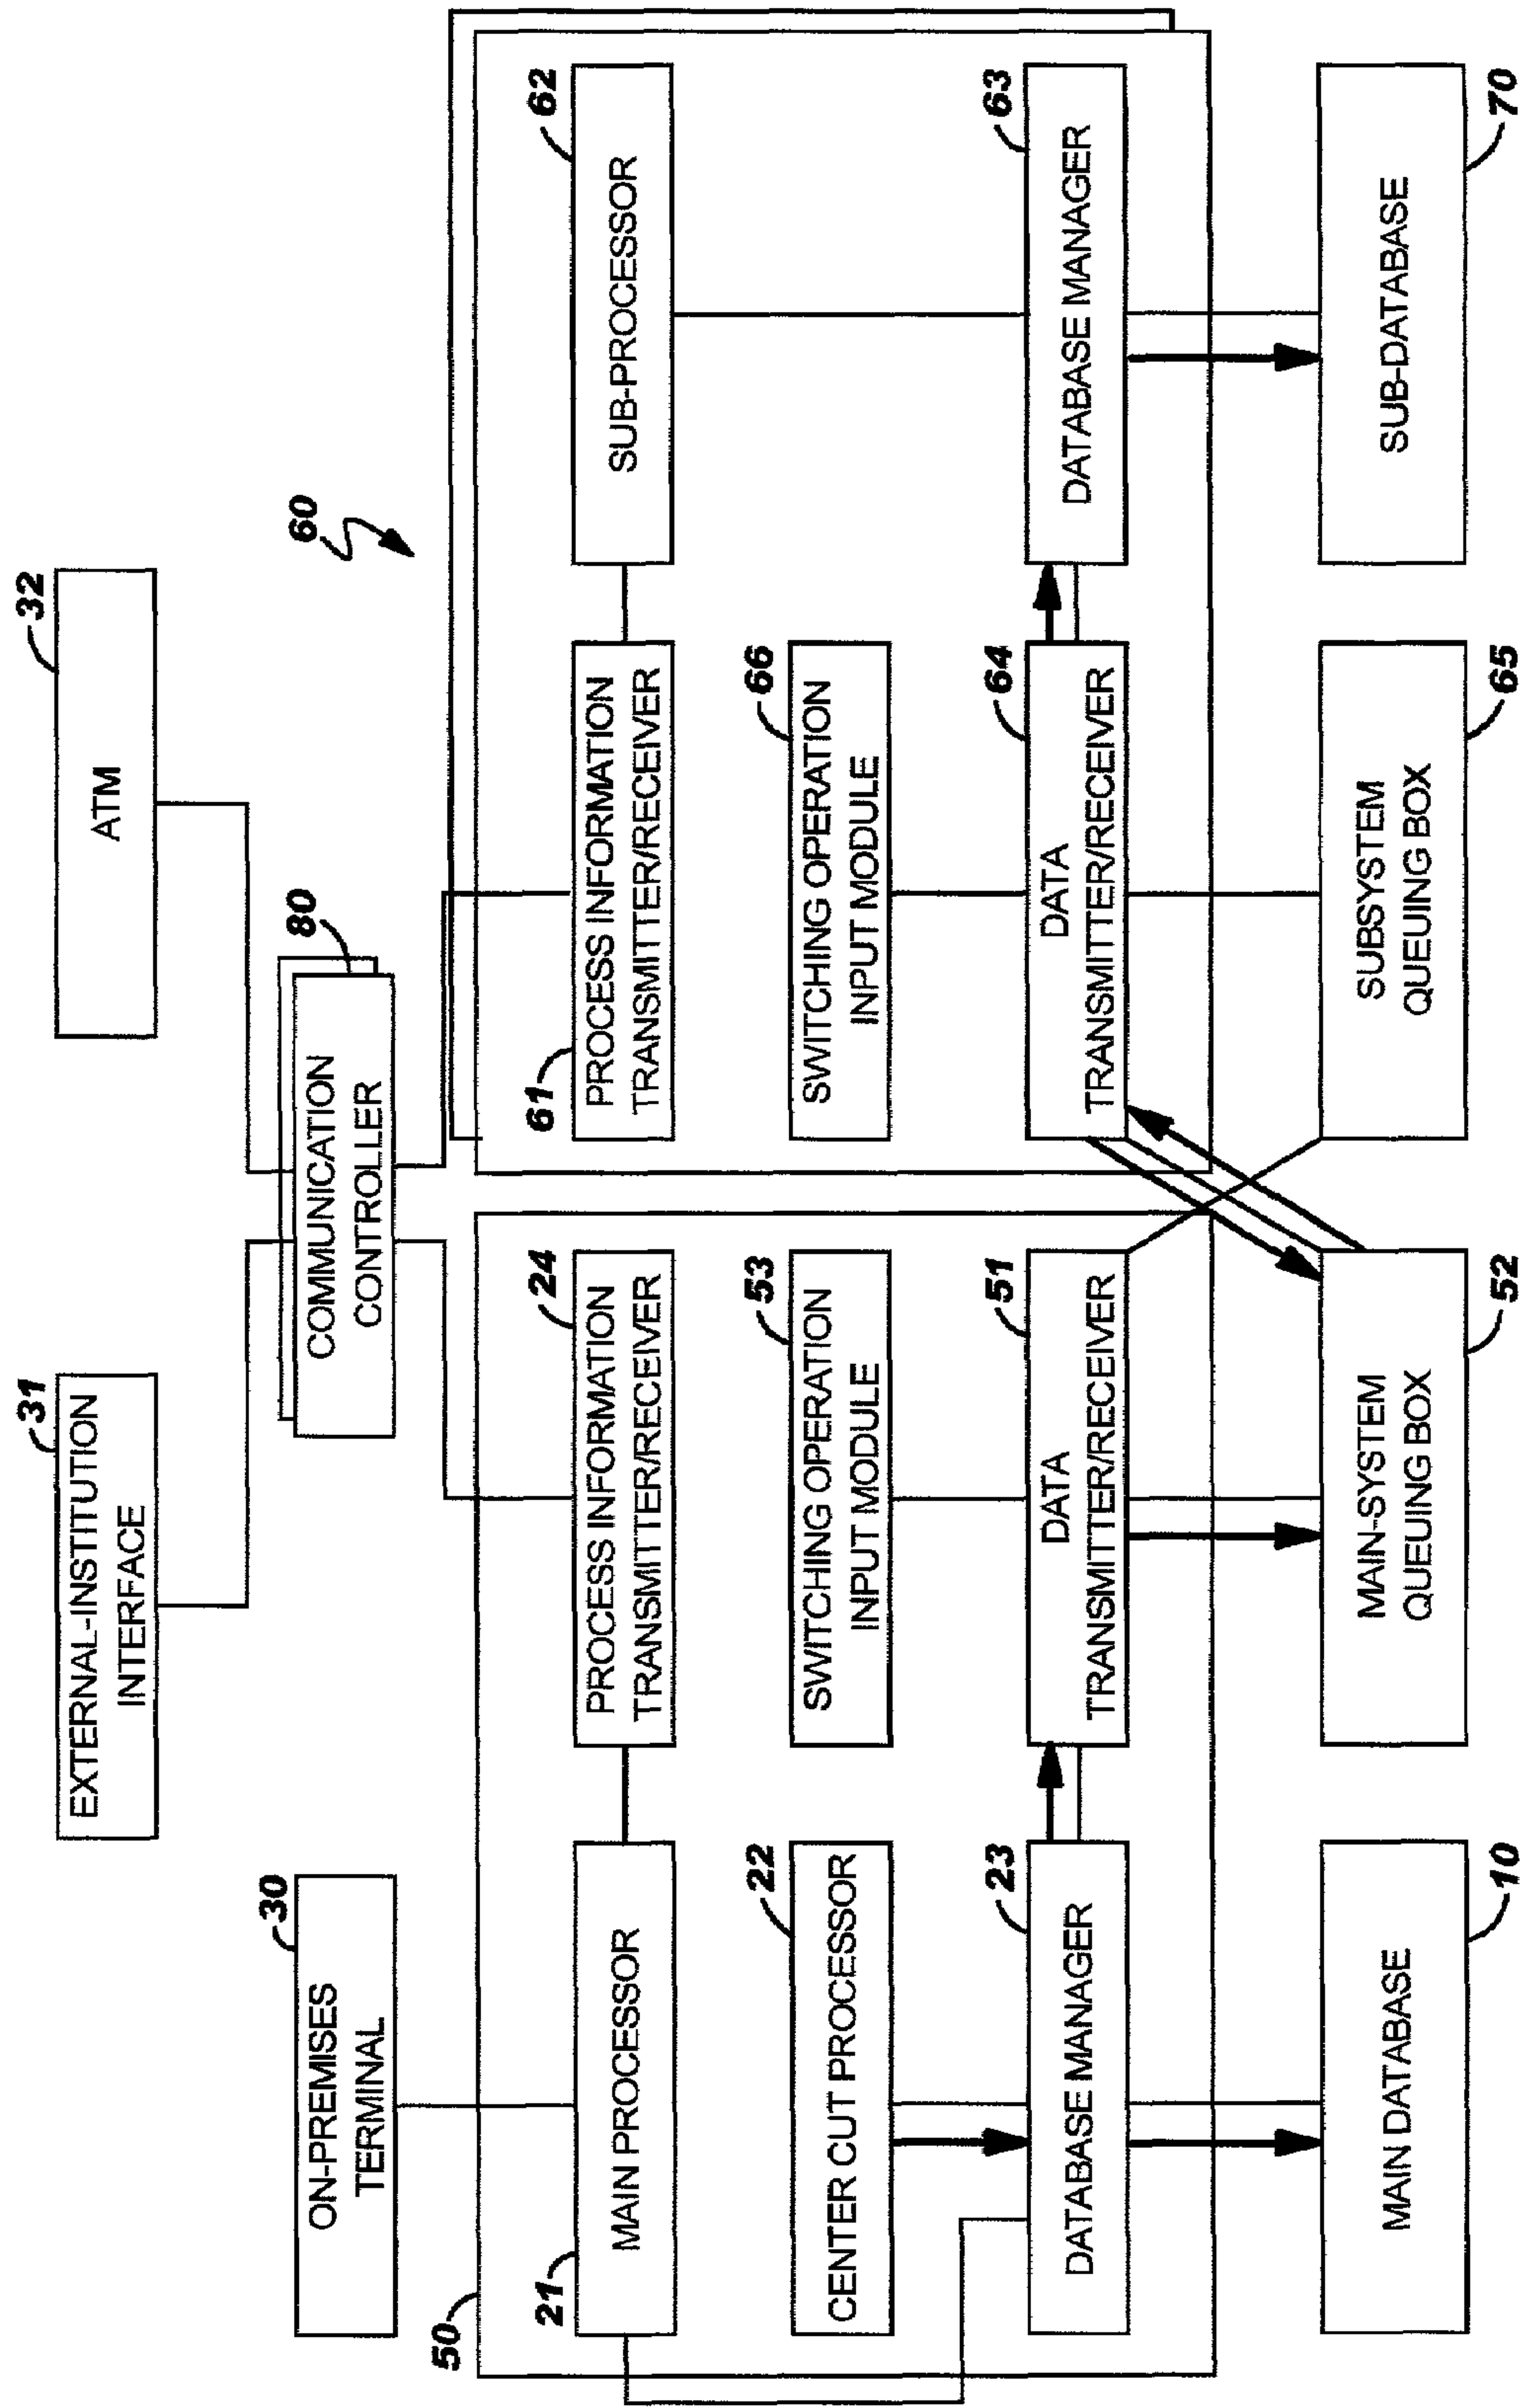 31
EXTERNAL-INSTITUTION
INTERFACE
32
ATM
30
ON-PREMISES
TERMINAL
80
COMMUNICATION
CONTROLLER
60
50
21
MAIN PROCESSOR
24
PROCESS INFORMATION
TRANSMITTER/RECEIVER
61
PROCESS INFORMATION
TRANSMITTER/RECEIVER
62
SUB-PROCESSOR
22
CENTER CUT PROCESSOR
53
SWITCHING OPERATION
INPUT MODULE
66
SWITCHING OPERATION
INPUT MODULE
23
DATABASE MANAGER
51
DATA
TRANSMITTER/RECEIVER
64
DATA
TRANSMITTER/RECEIVER
63
DATABASE MANAGER
MAIN DATABASE
10
MAIN-SYSTEM
QUEUING BOX
52
SUBSYSTEM
QUEUING BOX
65
SUB-DATABASE
70